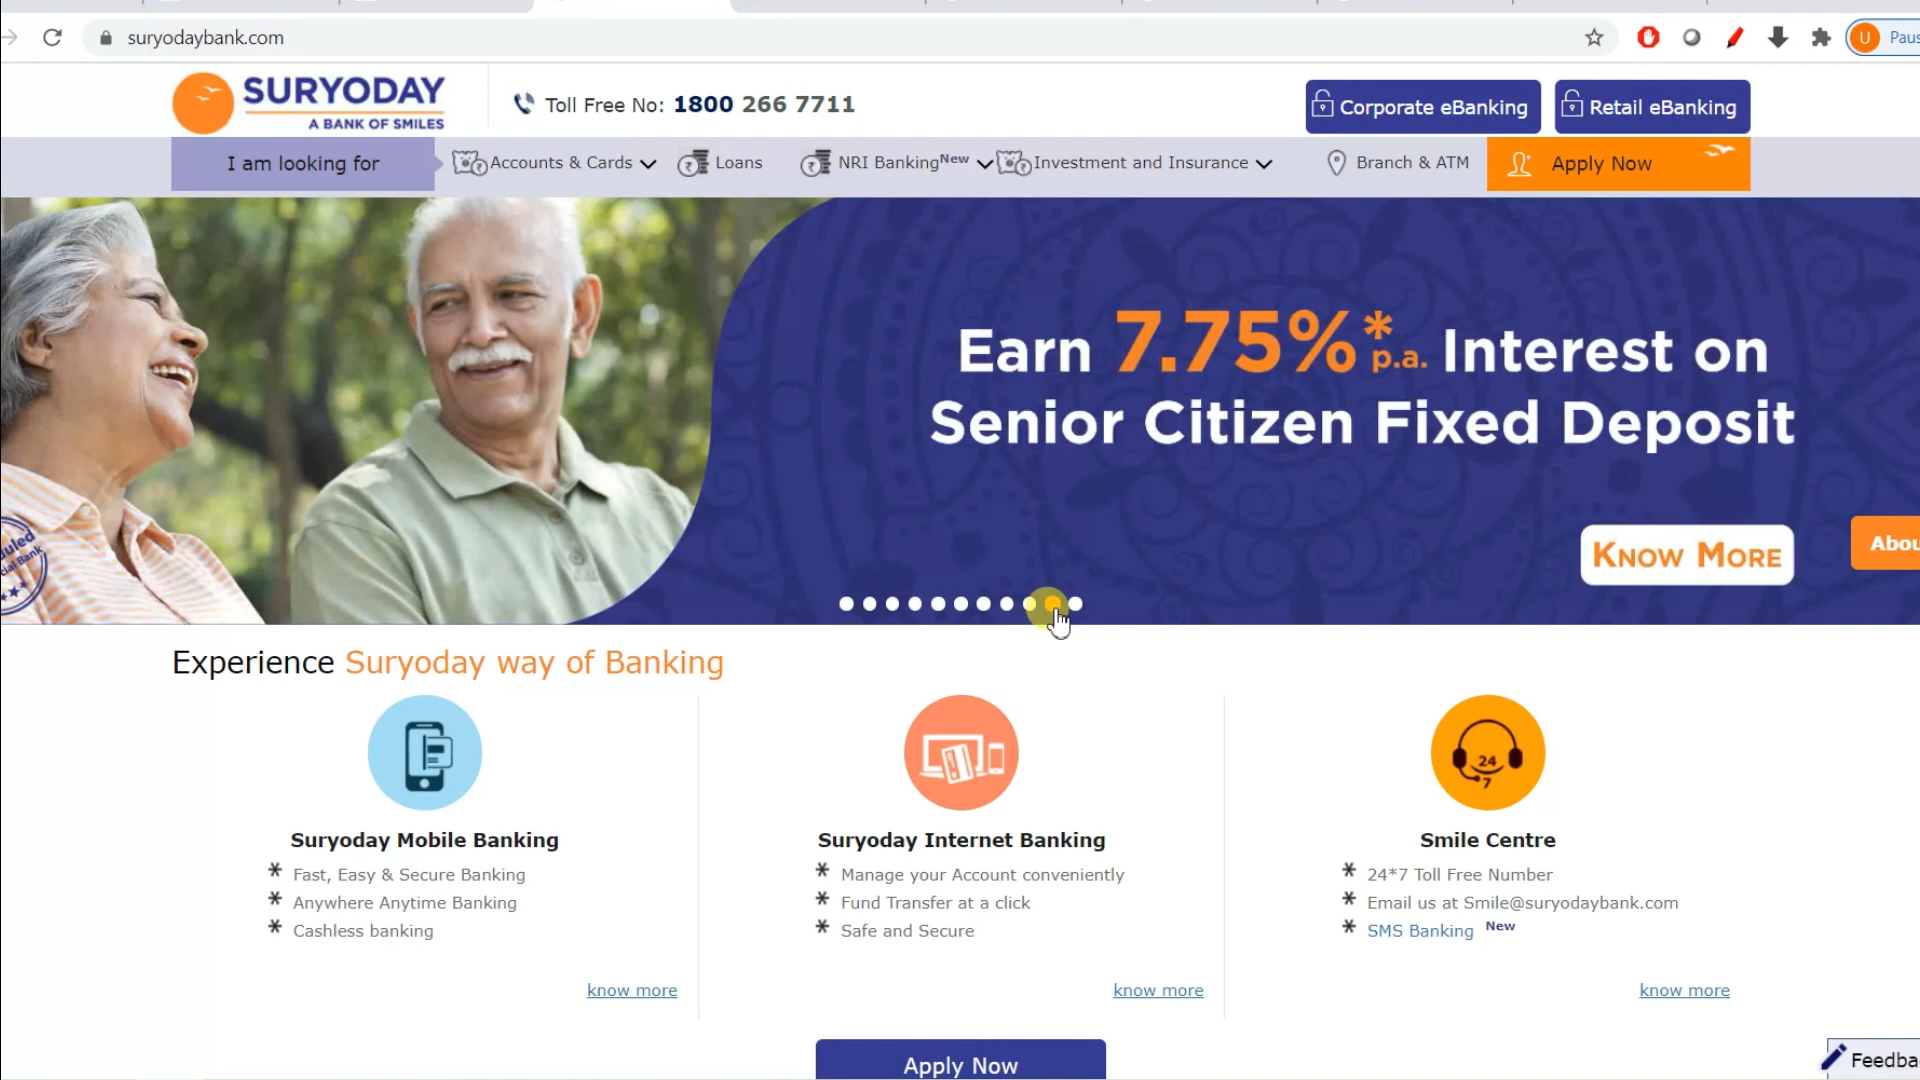 suryodaybank.com
U Paus
SURYODAY
A BANK OF SMILES
Toll Free No: 1800 266 7711
Corporate eBanking
Retail eBanking
I am looking for
Accounts & Cards
Loans
NRI Banking New
Investment and Insurance
Branch & ATM
Apply Now
Earn 7.75%* p.a. Interest on
Senior Citizen Fixed Deposit
KNOW MORE
Abou
Experience Suryoday way of Banking
24
7
Suryoday Mobile Banking
* Fast, Easy & Secure Banking
* Anywhere Anytime Banking
* Cashless banking
know more
Suryoday Internet Banking
* Manage your Account conveniently
* Fund Transfer at a click
* Safe and Secure
know more
Smile Centre
* 24*7 Toll Free Number
* Email us at Smile@suryodaybank.com
* SMS Banking New
know more
Apply Now
Feedba